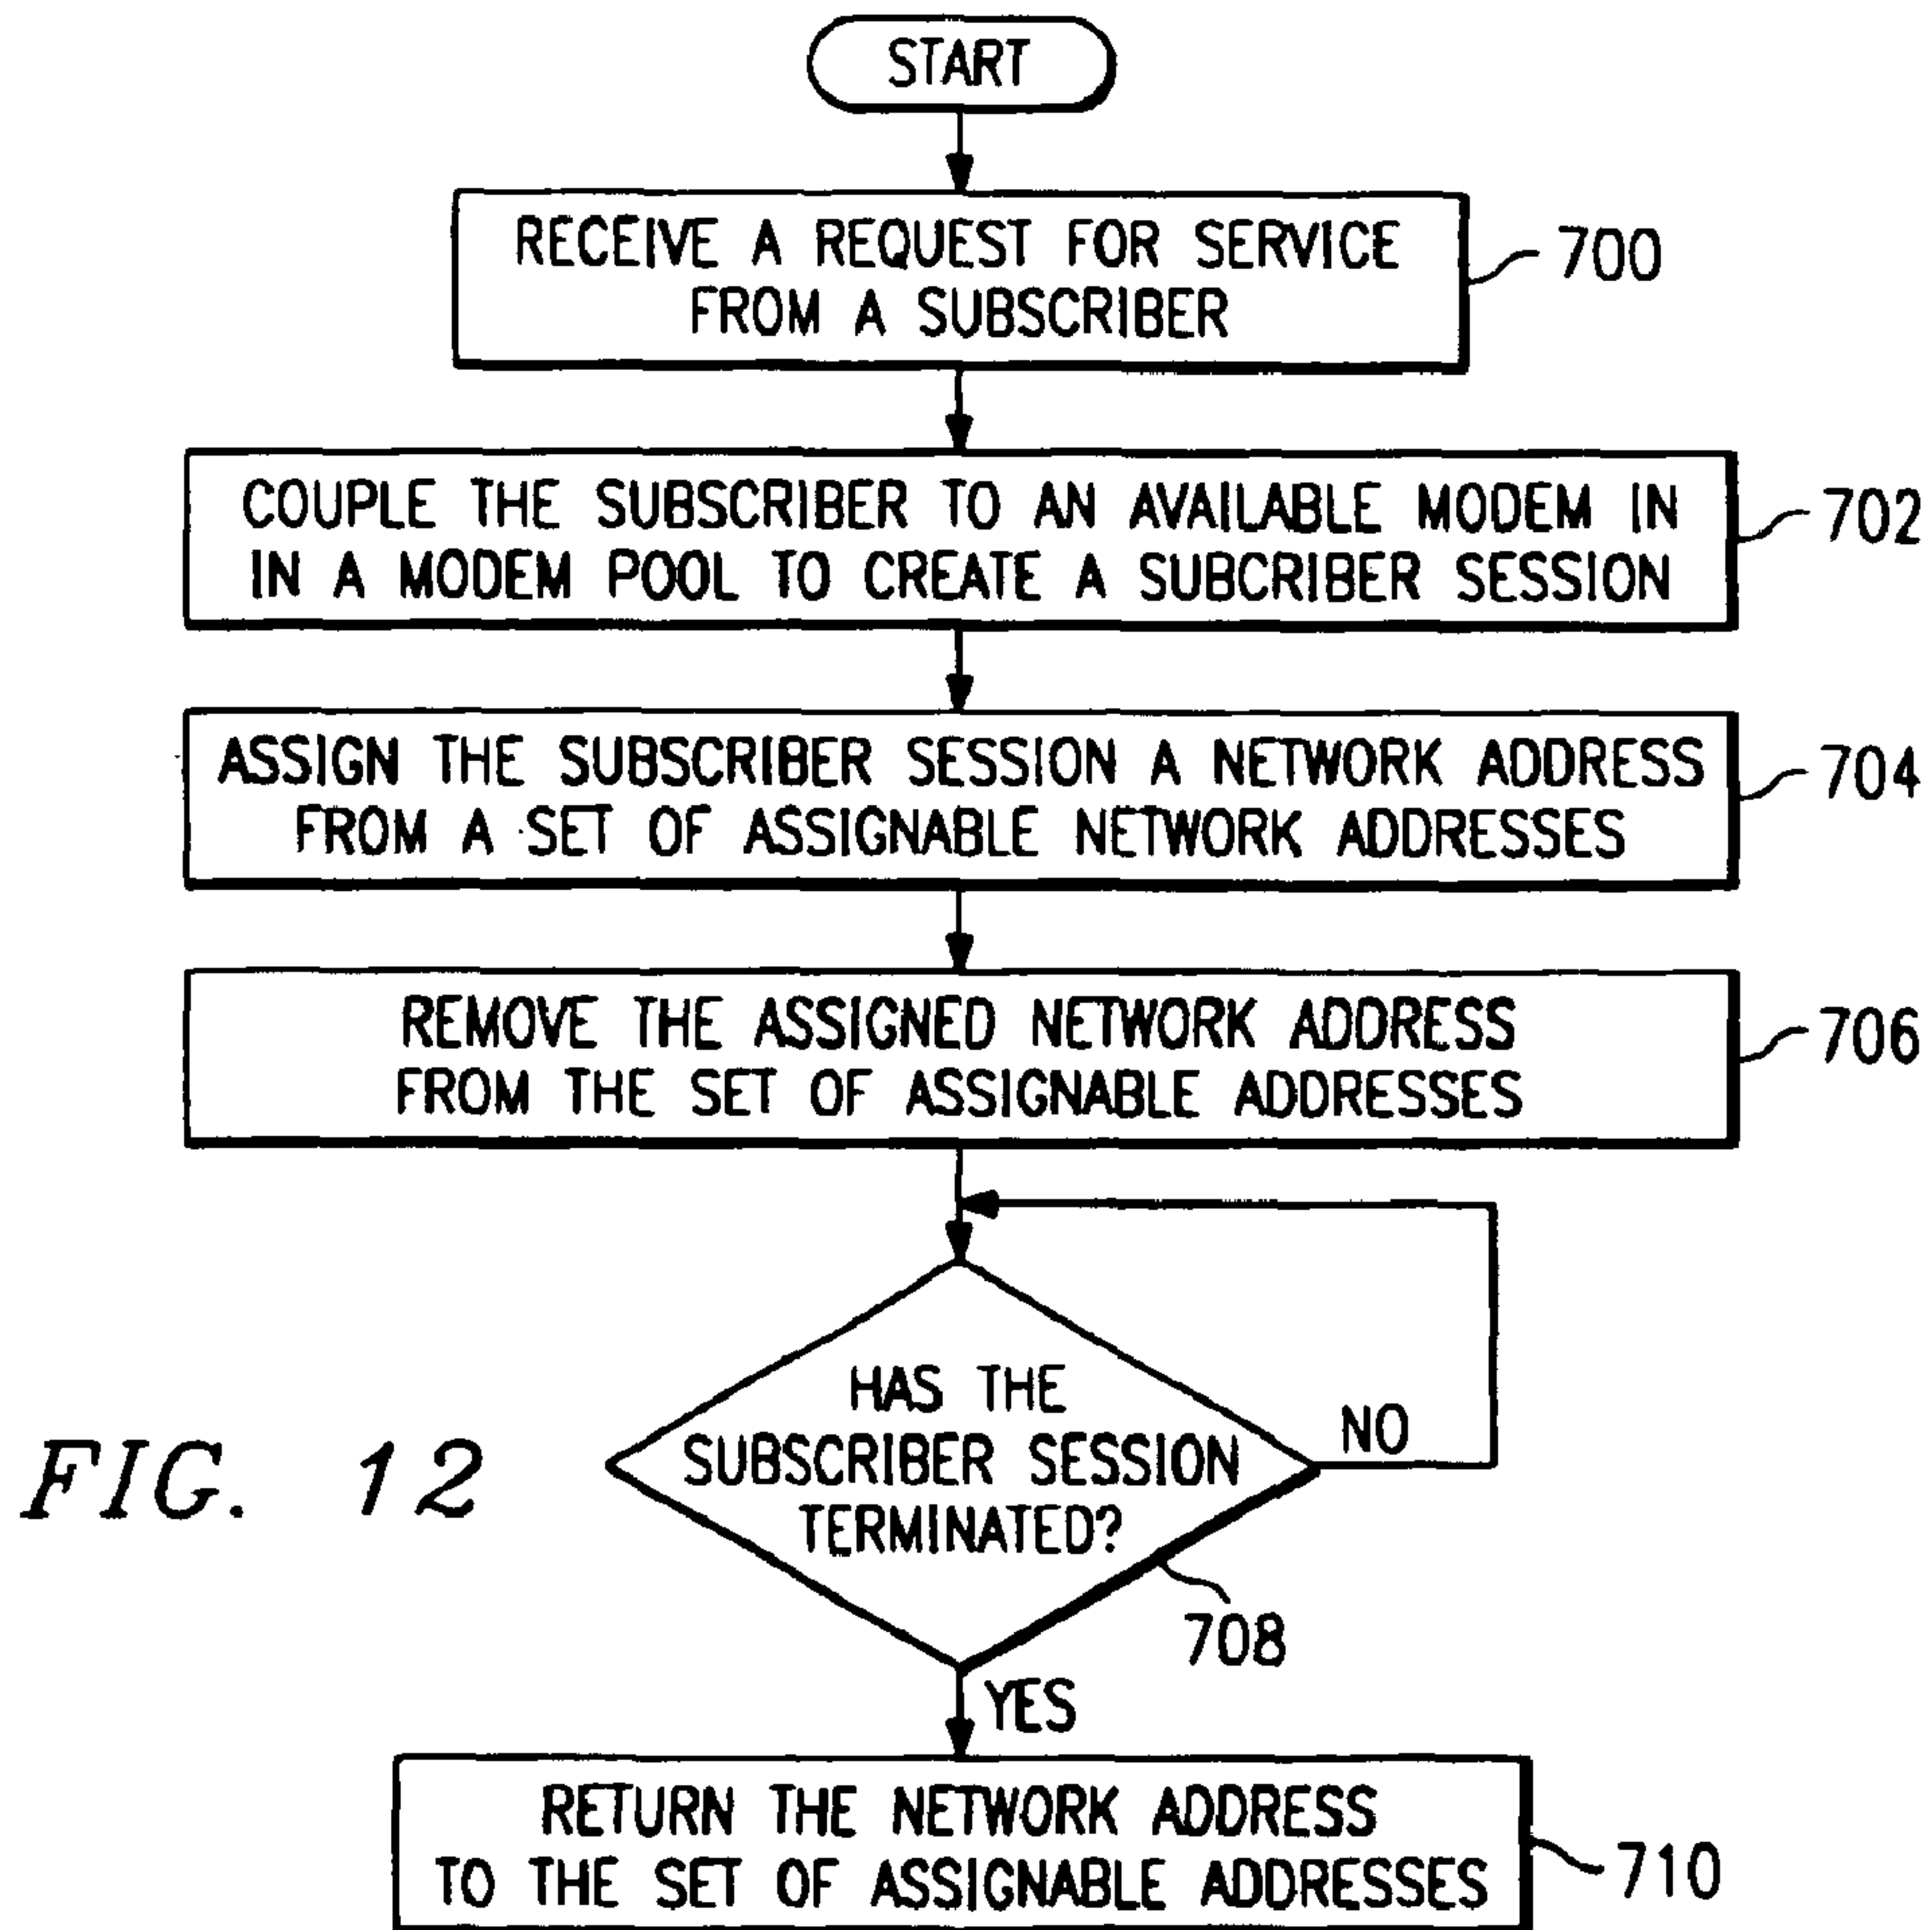 START
RECEIVE A REQUEST FOR SERVICE
FROM A SUBSCRIBER
700
COUPLE THE SUBSCRIBER TO AN AVAILABLE MODEM IN
IN A MODEM POOL TO CREATE A SUBCRIBER SESSION
702
ASSIGN THE SUBSCRIBER SESSION A NETWORK ADDRESS
FROM A SET OF ASSIGNABLE NETWORK ADDRESSES
704
REMOVE THE ASSIGNED NETWORK ADDRESS
FROM THE SET OF ASSIGNABLE ADDRESSES
706
HAS THE
SUBSCRIBER SESSION
TERMINATED?
NO
708
YES
FIG. 12
RETURN THE NETWORK ADDRESS
TO THE SET OF ASSIGNABLE ADDRESSES
710